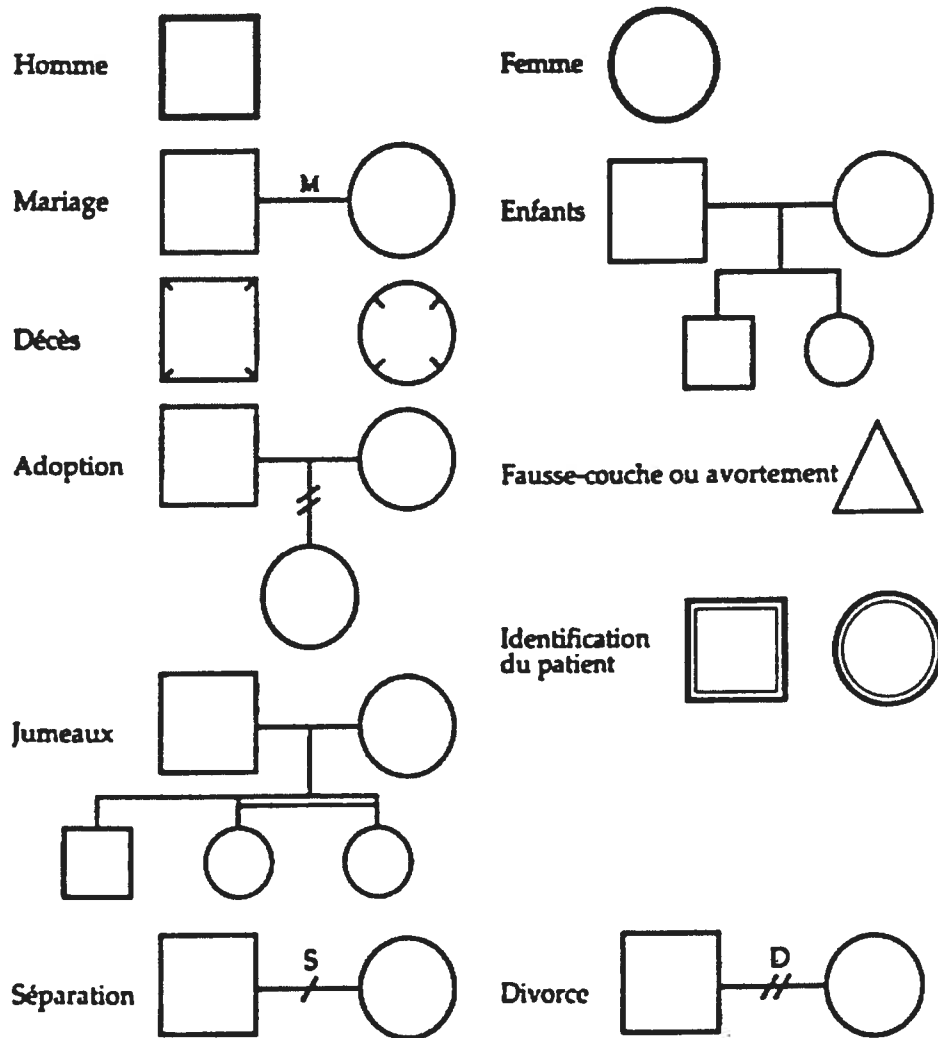 Homme
Femme
Mariage
M
Enfants
Décès
Adoption
Fausse-couche ou avortement
Identification
du patient
Jumeaux
Séparation
S
Divorce
D